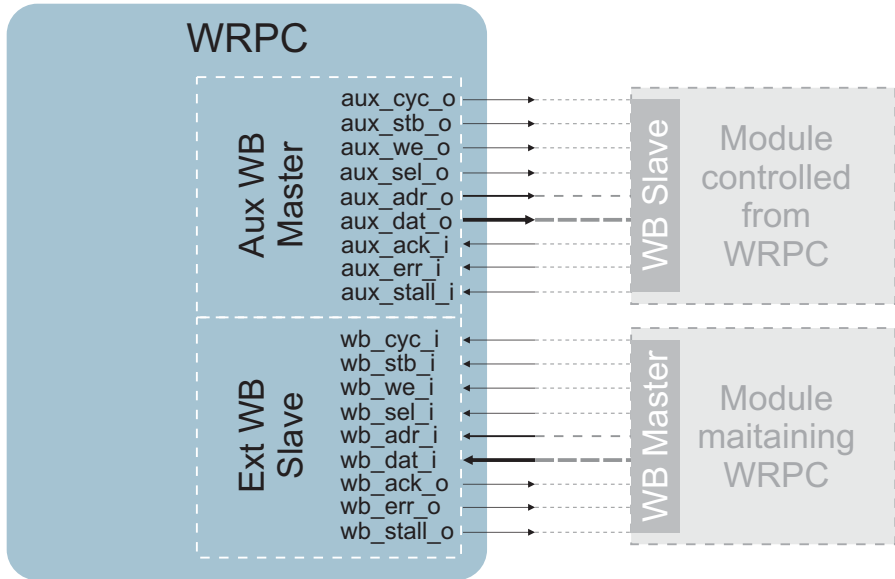 WRPC
Aux WB
Master
aux_cyc_o
aux_stb_o
aux_we_o
aux_sel_o
aux_adr_o
aux_dat_o
aux_ack_i
aux_err_i
aux_stall_i
WB Slave
Module
controlled
from
WRPC
Ext WB
Slave
wb_cyc_i
wb_stb_i
wb_we_i
wb_sel_i
wb_adr_i
wb_dat_i
wb_ack_o
wb_err_o
wb_stall_o
WB Master
Module
maitaining
WRPC